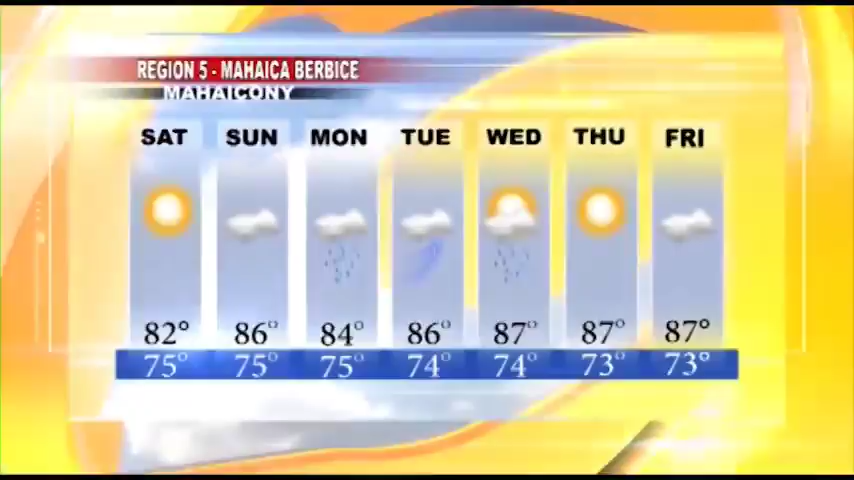 REGION 5 - MAHAICA BERBICE
MAHAICONY
SAT SUN MON TUE WED THU FRI
82° 86° 84° 86° 87° 87° 87°
75° 75° 75° 74° 74° 73° 73°